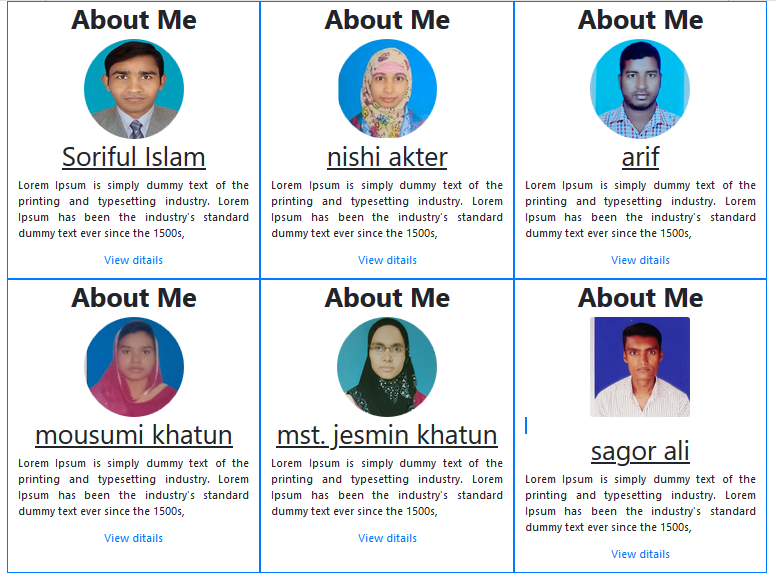 About Me
Soriful Islam
Lorem Ipsum is simply dummy text of the
printing and typesetting industry. Lorem
Ipsum has been the industry's standard
dummy text ever since the 1500s,
View ditails
About Me
nishi akter
Lorem Ipsum is simply dummy text of the
printing and typesetting industry. Lorem
Ipsum has been the industry's standard
dummy text ever since the 1500s,
View ditails
About Me
arif
Lorem Ipsum is simply dummy text of the
printing and typesetting industry. Lorem
Ipsum has been the industry's standard
dummy text ever since the 1500s,
View ditails
About Me
mousumi khatun
Lorem Ipsum is simply dummy text of the
printing and typesetting industry. Lorem
Ipsum has been the industry's standard
dummy text ever since the 1500s,
View ditails
About Me
mst. jesmin khatun
Lorem Ipsum is simply dummy text of the
printing and typesetting industry. Lorem
Ipsum has been the industry's standard
dummy text ever since the 1500s,
View ditails
About Me
sagor ali
Lorem Ipsum is simply dummy text of the
printing and typesetting industry. Lorem
Ipsum has been the industry's standard
dummy text ever since the 1500s,
View ditails